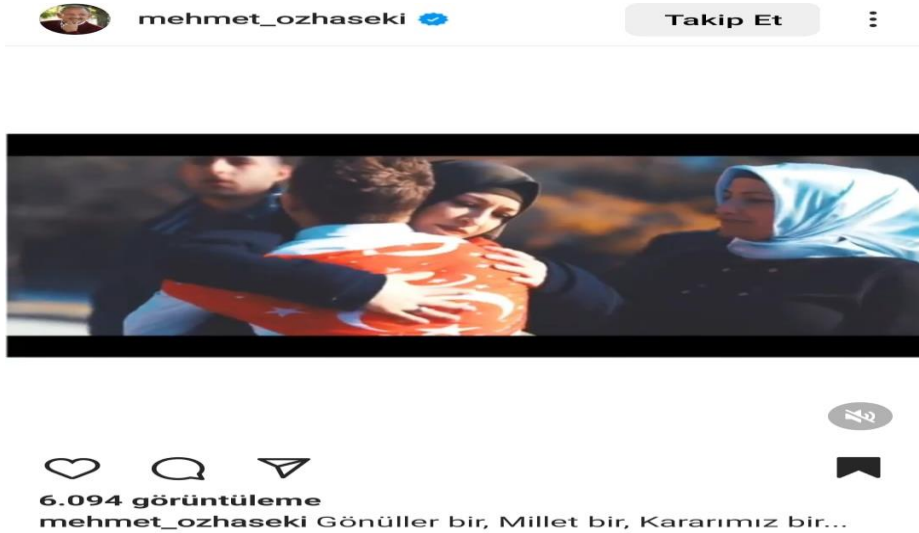 mehmet_ozhaseki
Takip Et
6.094 görüntüleme
mehmet_ozhaseki Gönüller bir, Millet bir, Kararımız bir...